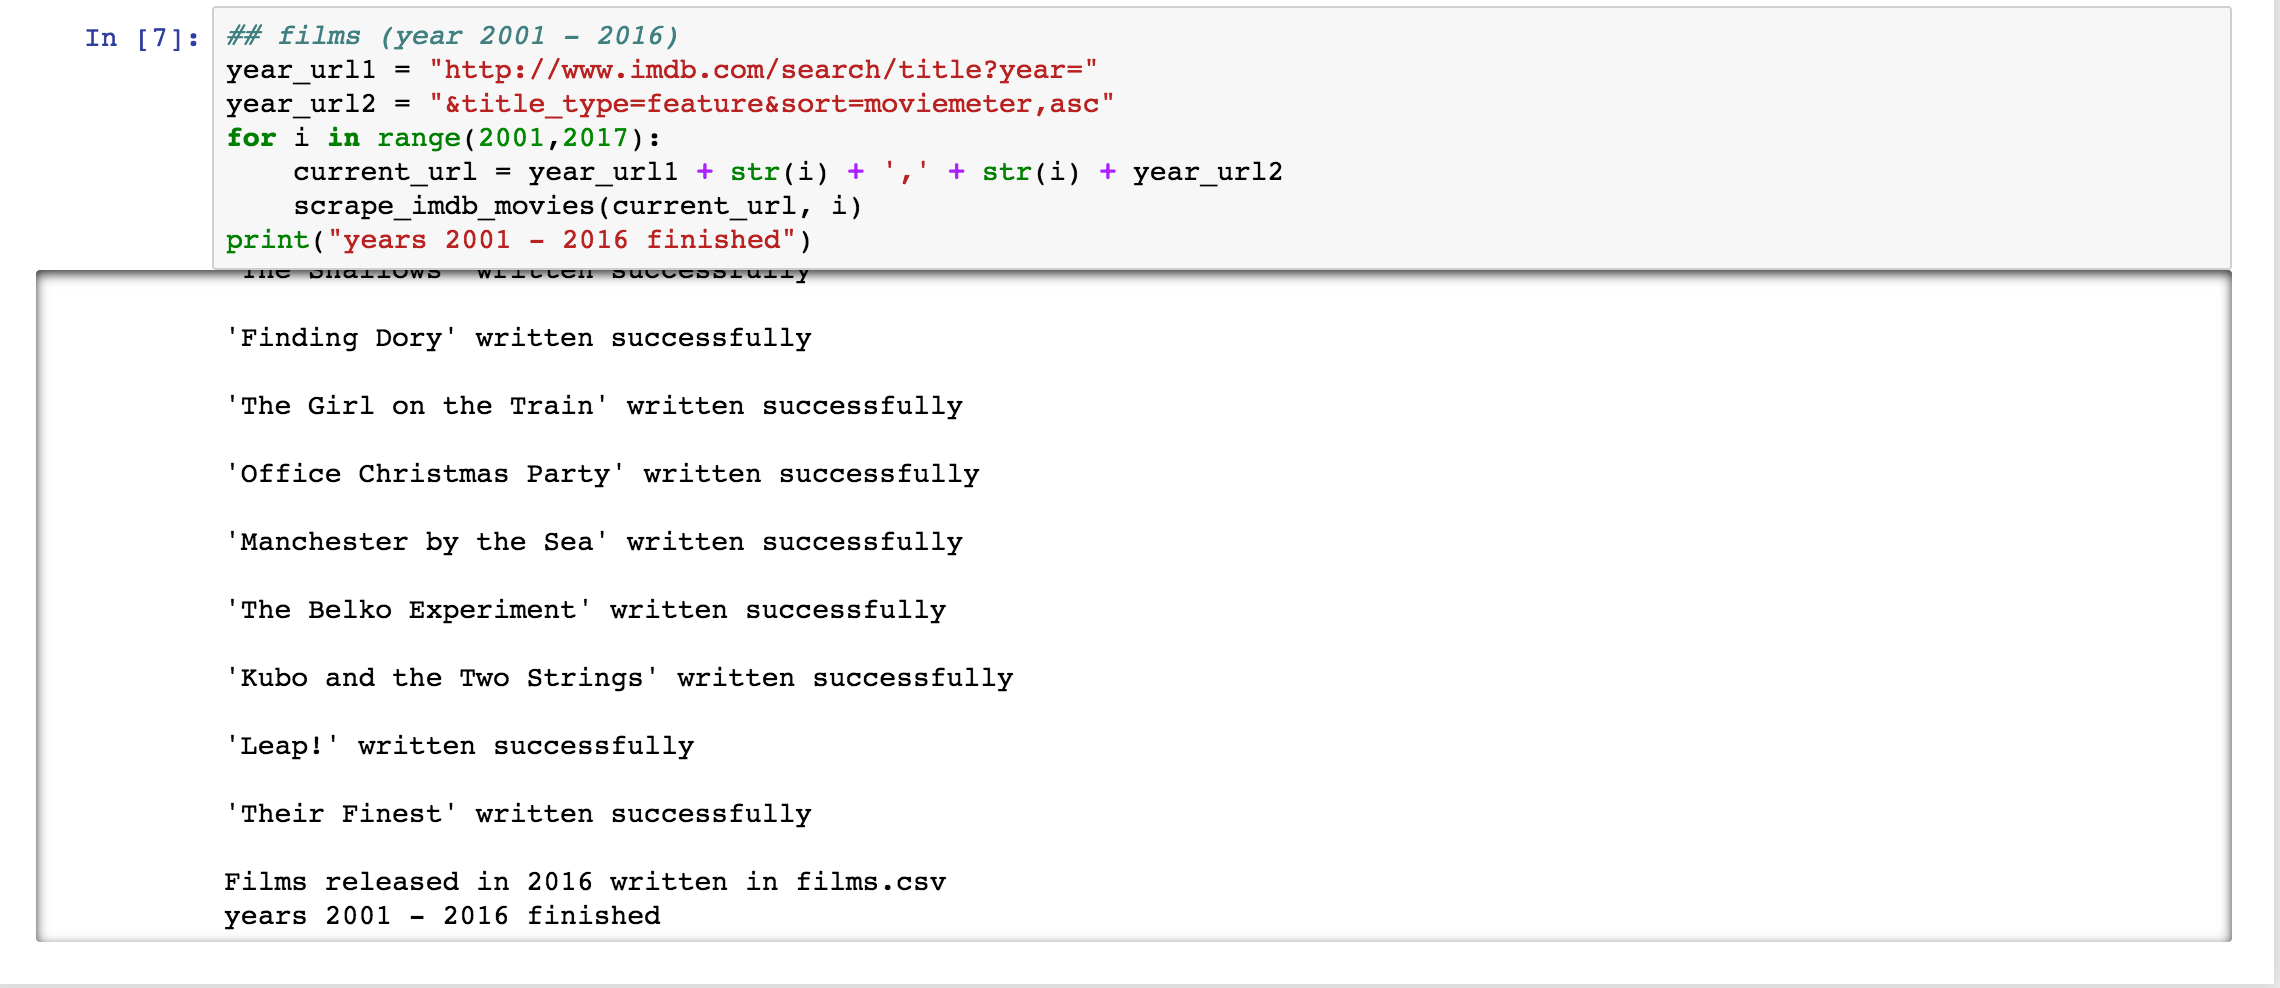 In [7]:
## films (year 2001 - 2016)
year_url1 = "http://www.imdb.com/search/title?year="
year_url2 = "&title_type=feature&sort=moviemeter,asc"
for i in range(2001,2017):
    current_url = year_url1 + str(i) + ',' + str(i) + year_url2
    scrape_imdb_movies(current_url, i)
print("years 2001 - 2016 finished")
'The Shallows' written successfully
'Finding Dory' written successfully
'The Girl on the Train' written successfully
'Office Christmas Party' written successfully
'Manchester by the Sea' written successfully
'The Belko Experiment' written successfully
'Kubo and the Two Strings' written successfully
'Leap!' written successfully
'Their Finest' written successfully
Films released in 2016 written in films.csv
years 2001 - 2016 finished